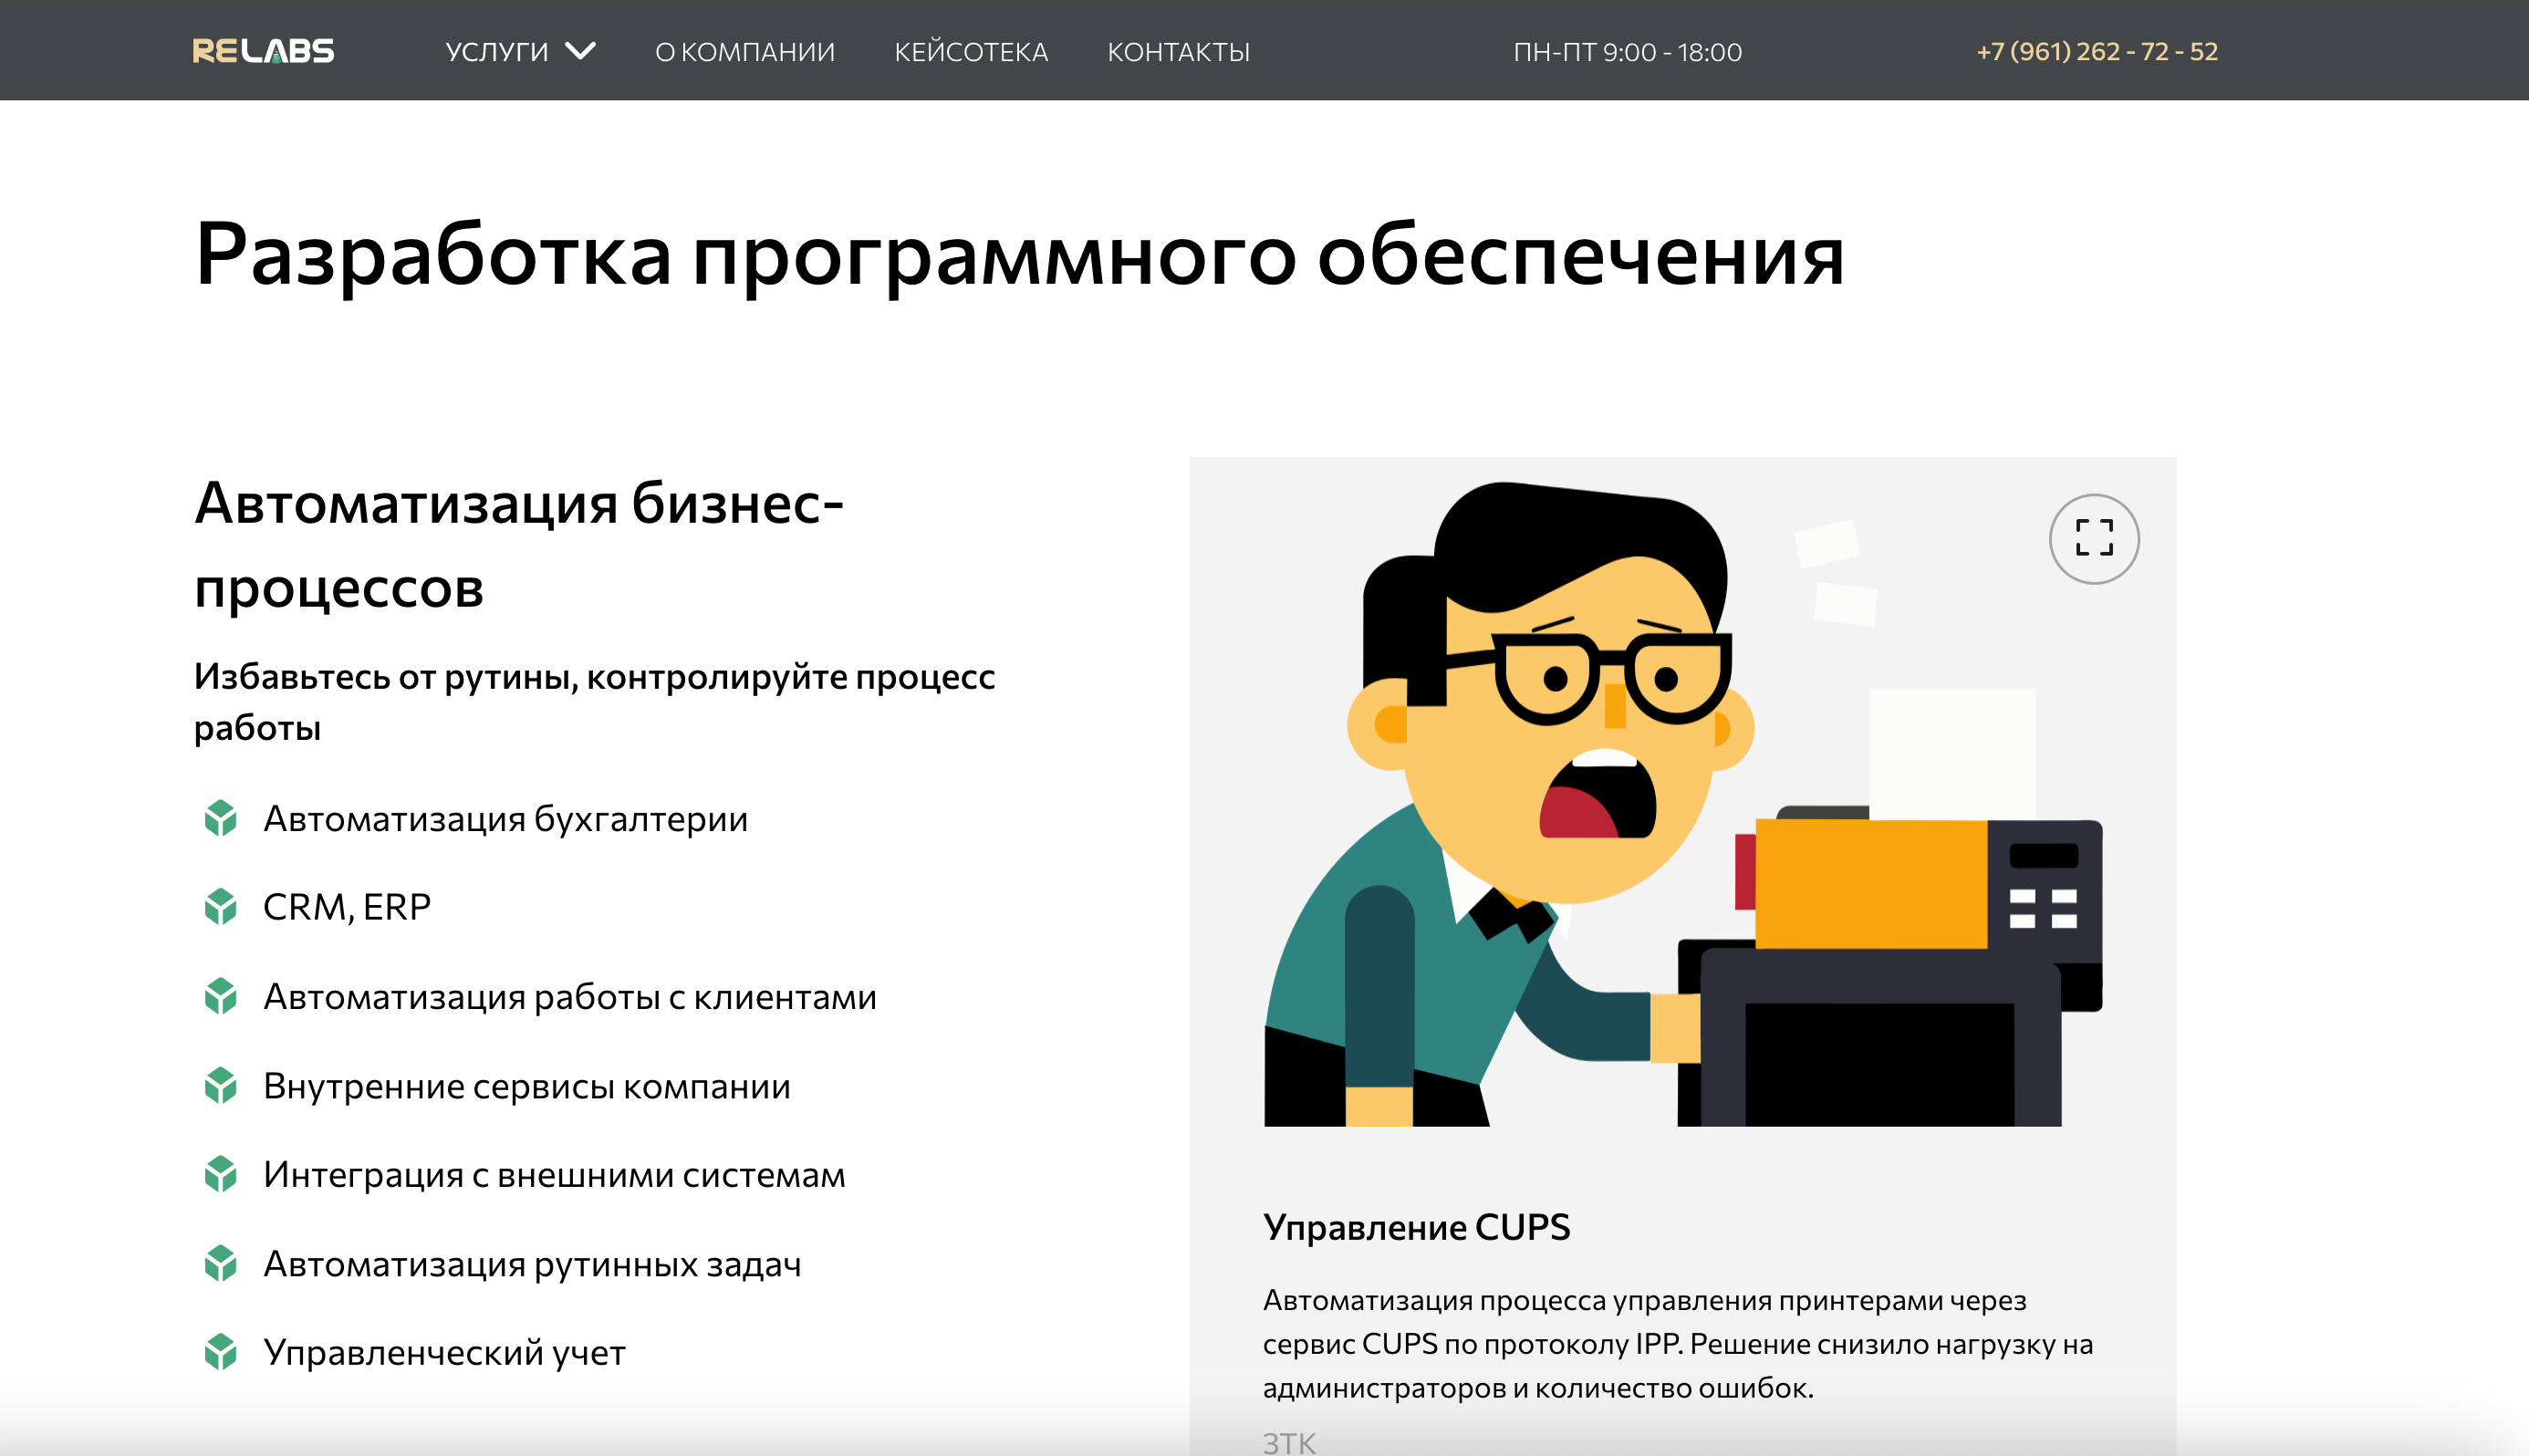 RELABS
УСЛУГИ
О КОМПАНИИ
КЕЙСОТЕКА
КОНТАКТЫ
ПН-ПТ 9:00 - 18:00
+7 (961) 262 - 72 - 52
Разработка программного обеспечения
Автоматизация бизнес-
процессов
Избавьтесь от рутины, контролируйте процесс
работы
Автоматизация бухгалтерии
CRM, ERP
Автоматизация работы с клиентами
Внутренние сервисы компании
Интеграция с внешними системам
Автоматизация рутинных задач
Управленческий учет
Управление CUPS
Автоматизация процесса управления принтерами через
сервис CUPS по протоколу IPP. Решение снизило нагрузку на
администраторов и количество ошибок.
ЗТК